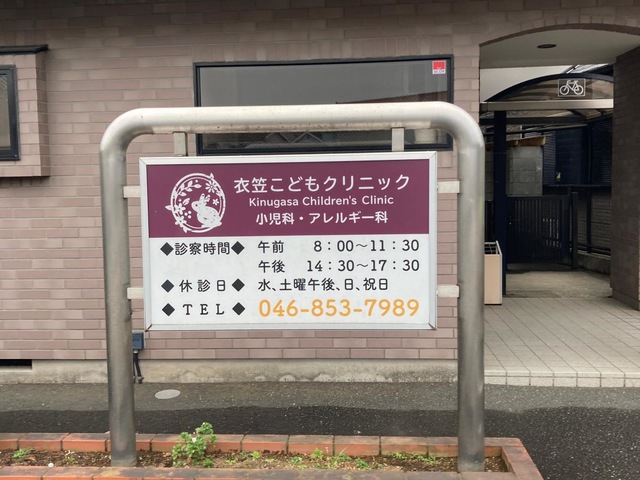 衣笠こどもクリニック
Kinugasa Children's Clinic
小児科・アレルギー科
◆診察時間◆ 午前 8：00〜11：30
午後 14：30〜17：30
◆休診日◆ 水、土曜午後、日、祝日
◆TEL◆ 046-853-7989